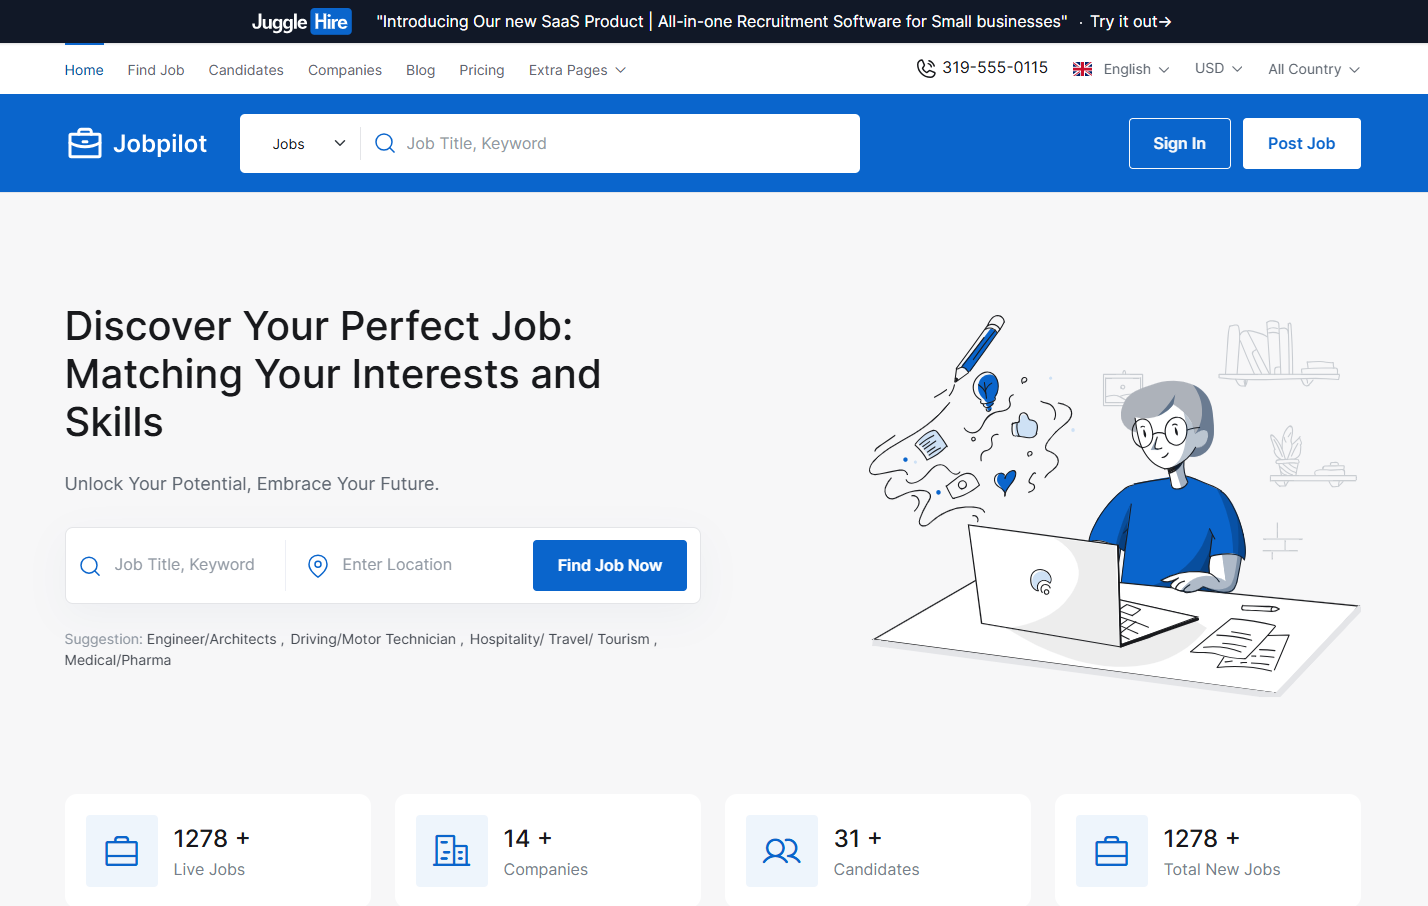 Juggle Hire "Introducing Our new SaaS Product | All-in-one Recruitment Software for Small businesses" · Try it out→
Home Find Job Candidates Companies Blog Pricing Extra Pages 319-555-0115 English USD All Country
Jobpilot Jobs Job Title, Keyword Sign In Post Job
Discover Your Perfect Job:
Matching Your Interests and
Skills
Unlock Your Potential, Embrace Your Future.
Job Title, Keyword Enter Location Find Job Now
Suggestion: Engineer/Architects , Driving/Motor Technician , Hospitality/ Travel/ Tourism ,
Medical/Pharma
1278 + 14 + 31 + 1278 +
Live Jobs Companies Candidates Total New Jobs